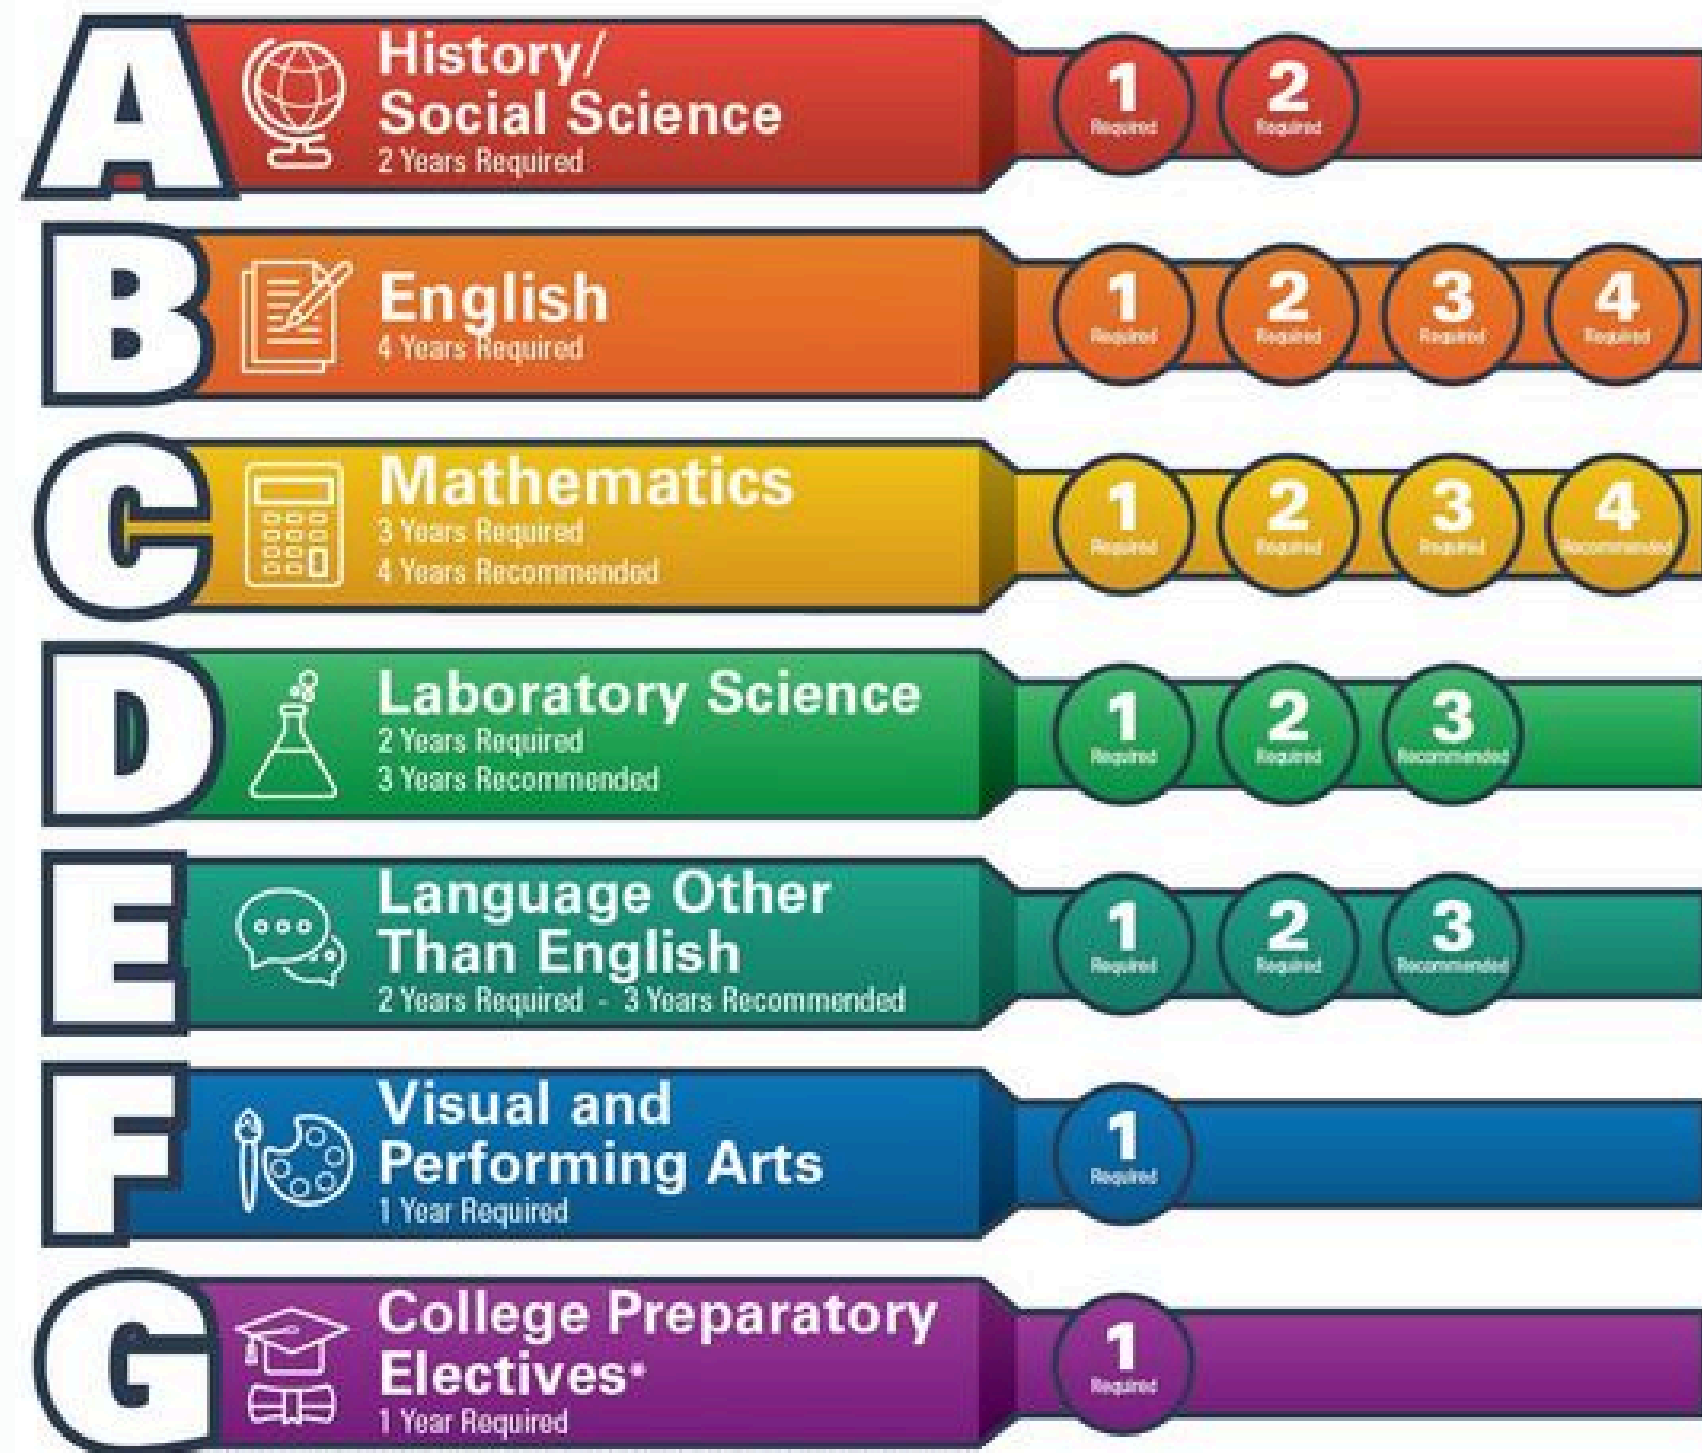 A
History/
Social Science
2 Years Required
1 2
Required Required
B
English
4 Years Required
1 2 3 4
Required Required Required Required
C
Mathematics
3 Years Required
4 Years Recommended
1 2 3 4
Required Required Required Recommended
D
Laboratory Science
2 Years Required
3 Years Recommended
1 2 3
Required Required Recommended
E
Language Other
Than English
2 Years Required - 3 Years Recommended
1 2 3
Required Required Recommended
F
Visual and
Performing Arts
1 Year Required
1
Required
G
College Preparatory
Electives*
1 Year Required
1
Required